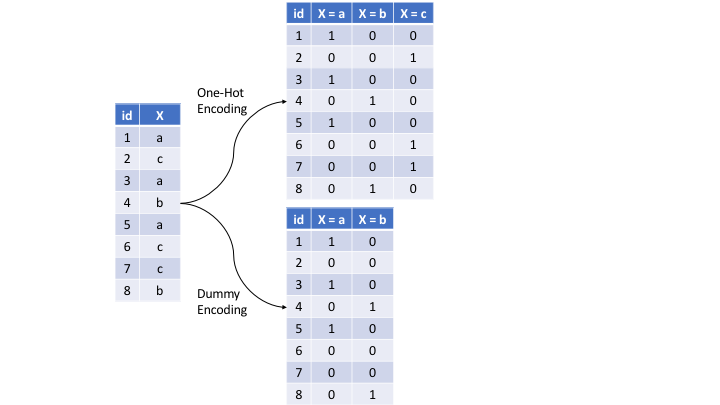 id X
1 a
2 c
3 a
4 b
5 a
6 c
7 c
8 b
One-Hot
Encoding
id X = a X = b X = c
1 1 0 0
2 0 0 1
3 1 0 0
4 0 1 0
5 1 0 0
6 0 0 1
7 0 0 1
8 0 1 0
Dummy
Encoding
id X = a X = b
1 1 0
2 0 0
3 1 0
4 0 1
5 1 0
6 0 0
7 0 0
8 0 1